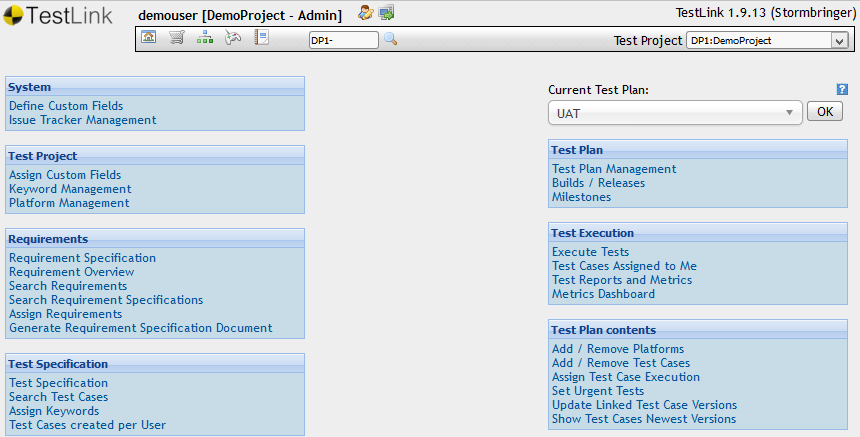 TestLink
demouser [DemoProject - Admin]
TestLink 1.9.13 (Stormbringer)
DP1-
Test Project
DP1:DemoProject
System
Define Custom Fields
Issue Tracker Management
Test Project
Assign Custom Fields
Keyword Management
Platform Management
Requirements
Requirement Specification
Requirement Overview
Search Requirements
Search Requirement Specifications
Assign Requirements
Generate Requirement Specification Document
Test Specification
Test Specification
Search Test Cases
Assign Keywords
Test Cases created per User
Current Test Plan:
?
UAT
OK
Test Plan
Test Plan Management
Builds / Releases
Milestones
Test Execution
Execute Tests
Test Cases Assigned to Me
Test Reports and Metrics
Metrics Dashboard
Test Plan contents
Add / Remove Platforms
Add / Remove Test Cases
Assign Test Case Execution
Set Urgent Tests
Update Linked Test Case Versions
Show Test Cases Newest Versions